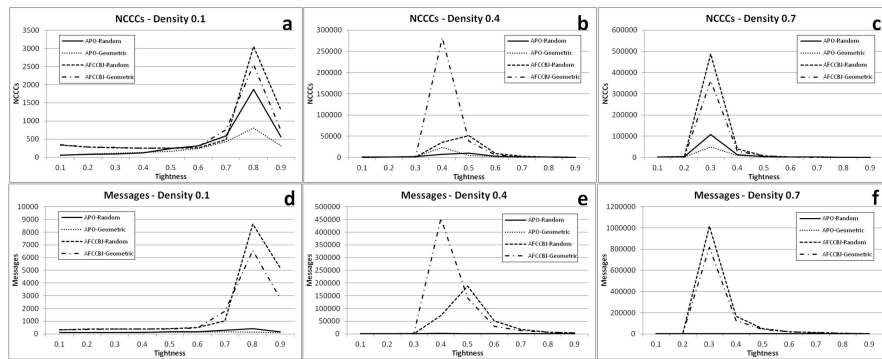 NCCCs - Density 0.1
a
3500
3000
2500
2000
1500
1000
500
0
NCCCs
APO-Random
APO-Geometric
AFCCBJ-Random
AFCCBJ-Geometric
0.1 0.2 0.3 0.4 0.5 0.6 0.7 0.8 0.9
Tightness
NCCCs - Density 0.4
b
300000
250000
200000
150000
100000
50000
0
NCCCs
APO-Random
APO-Geometric
AFCCBJ-Random
AFCCBJ-Geometric
0.1 0.2 0.3 0.4 0.5 0.6 0.7 0.8 0.9
Tightness
NCCCs - Density 0.7
c
600000
500000
400000
300000
200000
100000
0
NCCCs
APO-Random
APO-Geometric
AFCCBJ-Random
AFCCBJ-Geometric
0.1 0.2 0.3 0.4 0.5 0.6 0.7 0.8 0.9
Tightness
Messages - Density 0.1
d
10000
9000
8000
7000
6000
5000
4000
3000
2000
1000
0
Messages
APO-Random
APO-Geometric
AFCCBJ-Random
AFCCBJ-Geometric
0.1 0.2 0.3 0.4 0.5 0.6 0.7 0.8 0.9
Tightness
Messages - Density 0.4
e
500000
450000
400000
350000
300000
250000
200000
150000
100000
50000
0
Messages
APO-Random
APO-Geometric
AFCCBJ-Random
AFCCBJ-Geometric
0.1 0.2 0.3 0.4 0.5 0.6 0.7 0.8 0.9
Tightness
Messages - Density 0.7
f
1200000
1000000
800000
600000
400000
200000
0
Messages
APO-Random
APO-Geometric
AFCCBJ-Random
AFCCBJ-Geometric
0.1 0.2 0.3 0.4 0.5 0.6 0.7 0.8 0.9
Tightness